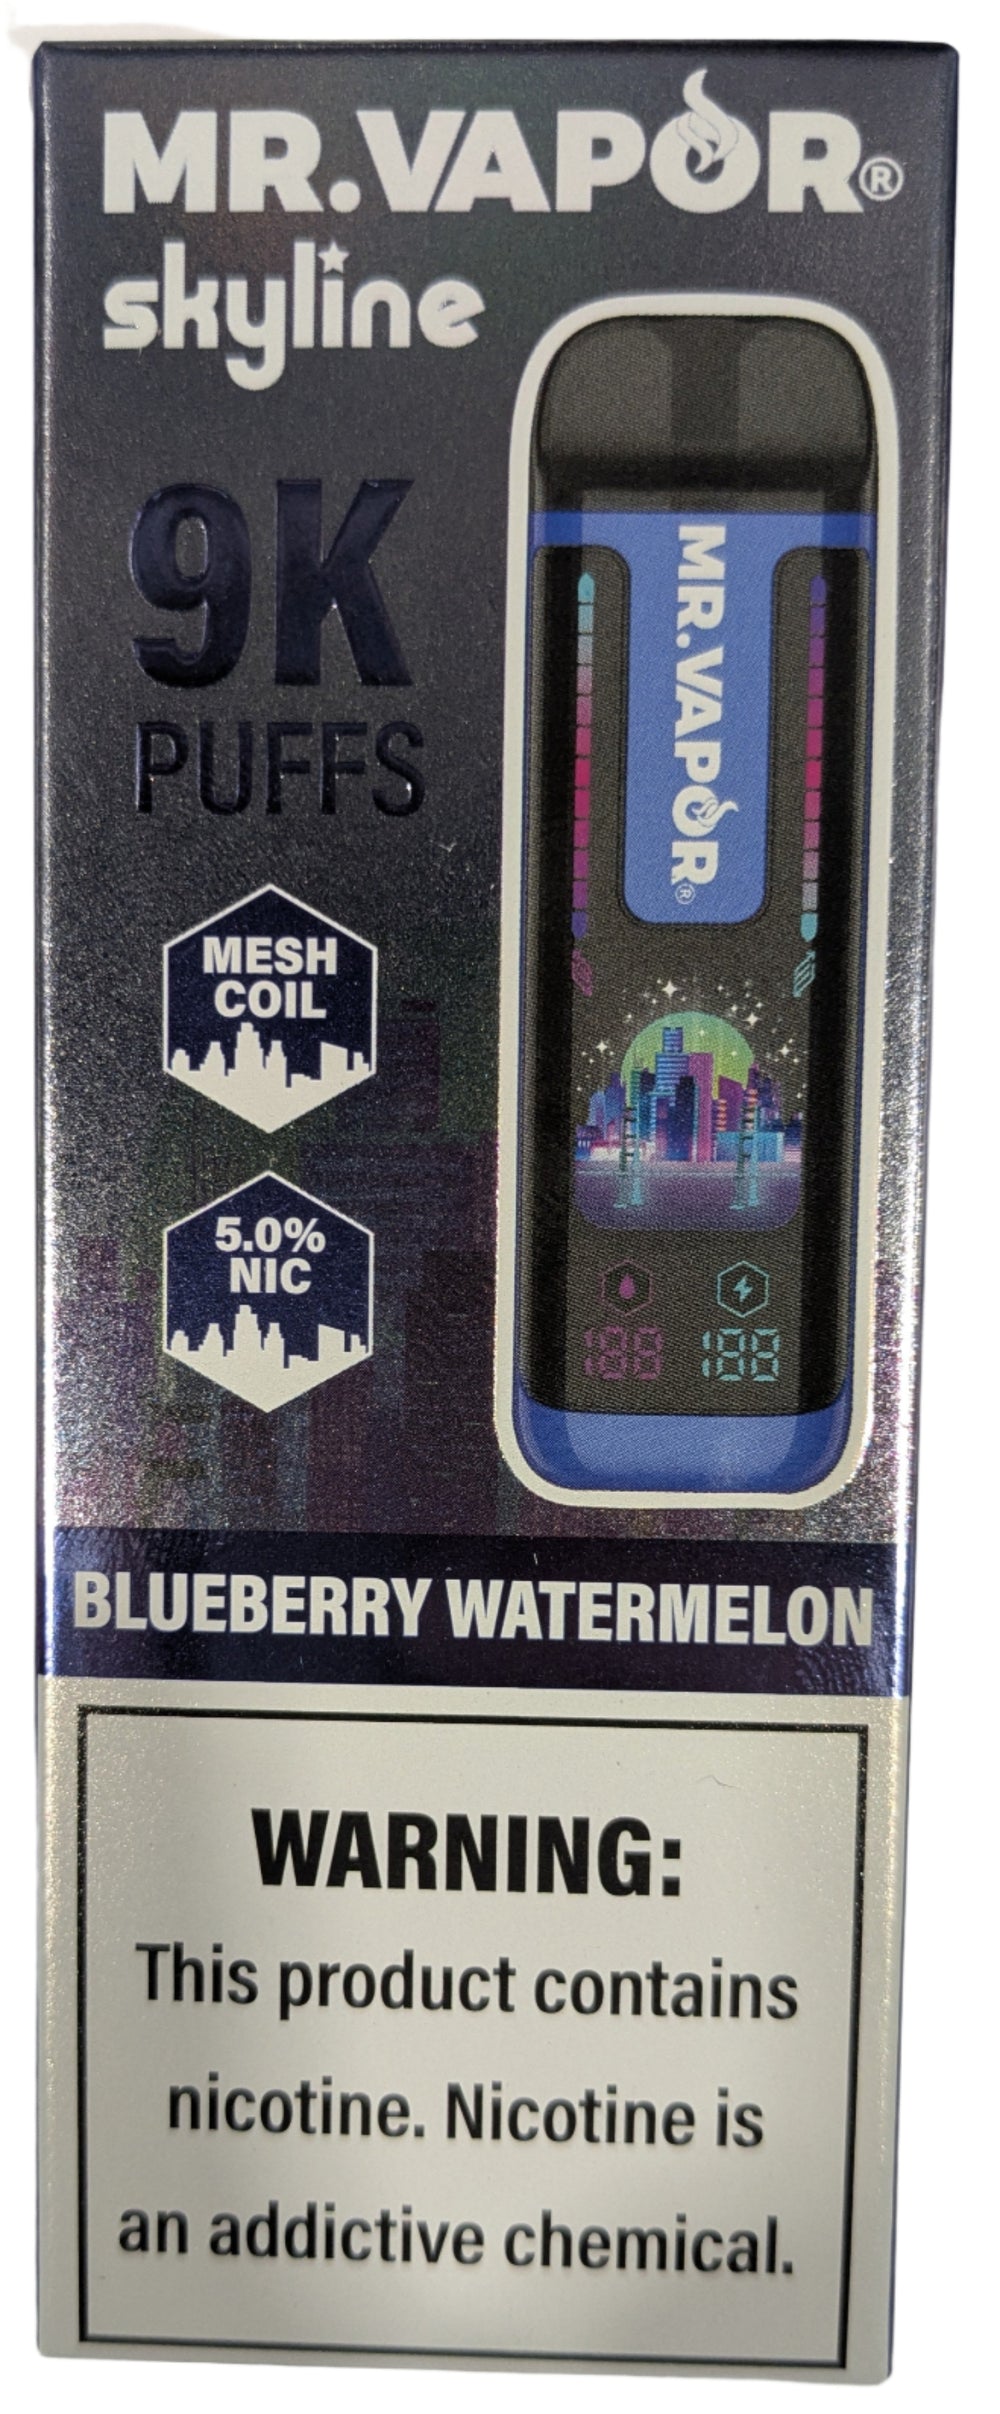 MR.VAPOR®
skyline
9K
PUFFS
MESH
COIL
5.0%
NIC
MR.VAPOR®
188 188
BLUEBERRY WATERMELON
WARNING:
This product contains
nicotine. Nicotine is
an addictive chemical.